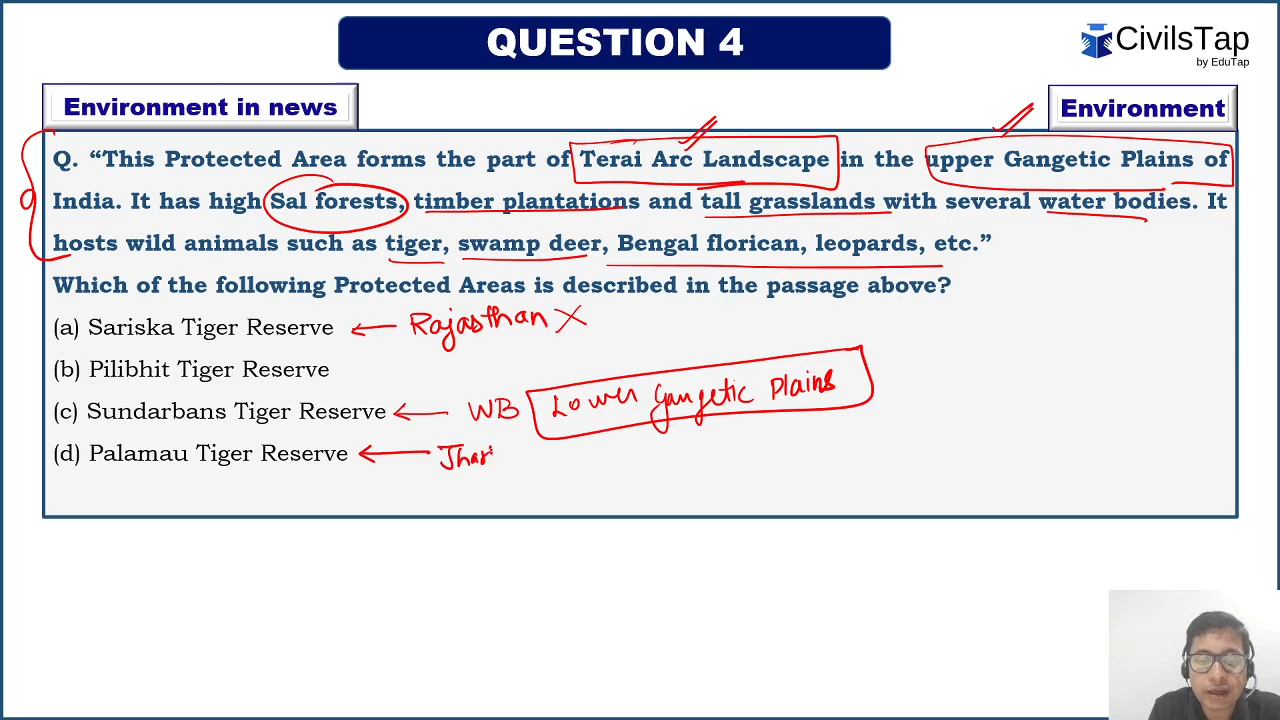 QUESTION 4
CivilsTap
by EduTap
Environment in news
Environment
Q. “This Protected Area forms the part of Terai Arc Landscape in the upper Gangetic Plains of
India. It has high Sal forests, timber plantations and tall grasslands with several water bodies. It
hosts wild animals such as tiger, swamp deer, Bengal florican, leopards, etc.”
Which of the following Protected Areas is described in the passage above?
(a) Sariska Tiger Reserve ← Rajasthan X
(b) Pilibhit Tiger Reserve
(c) Sundarbans Tiger Reserve ← WB Lower Gangetic Plains
(d) Palamau Tiger Reserve ← Jhar